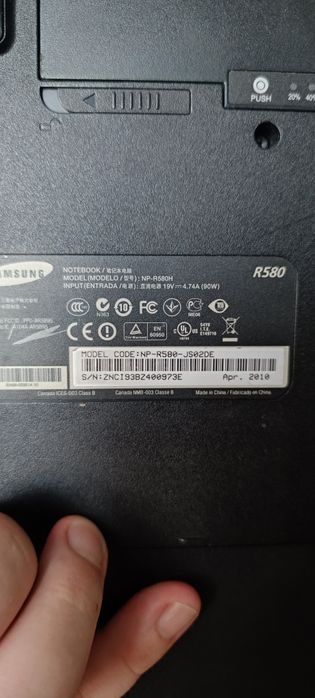 PUSH 20% 40%
AMSUNG
NOTEBOOK / 笔记本电脑
MODEL(MODELO / 型号) : NP-R580H
INPUT(ENTRADA / 电源) : 直流电源 19V ⎓ 4.74A (90W)
R580
MODEL CODE:NP-R580-JS02DE
S/N:ZNCI93BZ400973E Apr. 2010
Canada ICES-003 Class B Canada NMB-003 Classe B Made in China / Fabricado en China